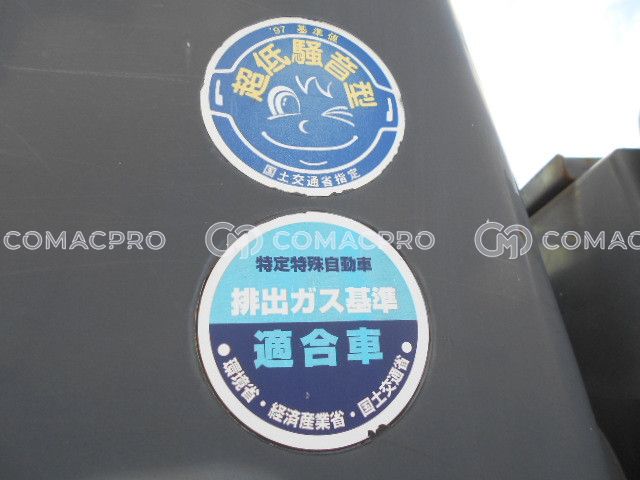 '97 基準値
超低騒音型
国土交通省指定
COMACPRO COMACPRO COMACPRO
特定特殊自動車
排出ガス基準
適合車
●環境省・経済産業省・国土交通省●